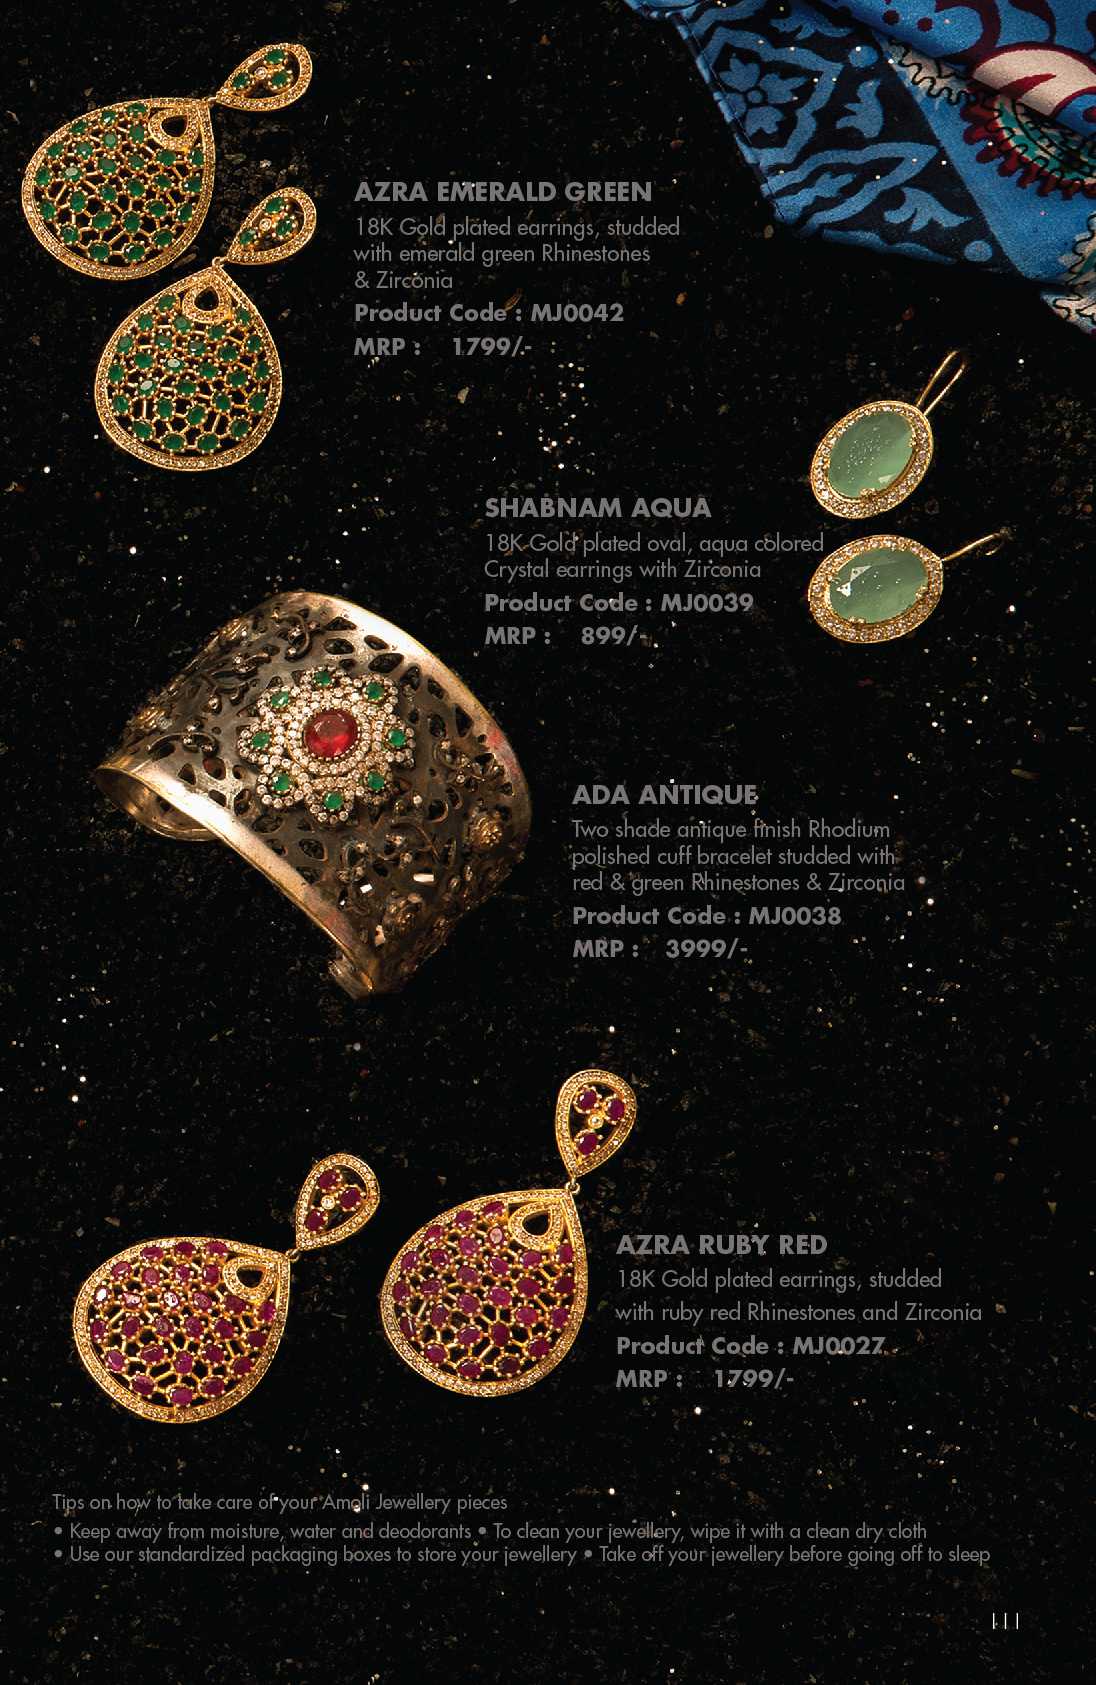 AZRA EMERALD GREEN
18K Gold plated earrings, studded
with emerald green Rhinestones
& Zirconia
Product Code : MJ0042
MRP : 1799/-
SHABNAM AQUA
18K Gold plated oval, aqua colored
Crystal earrings with Zirconia
Product Code : MJ0039
MRP : 899/-
ADA ANTIQUE
Two shade antique finish Rhodium
polished cuff bracelet studded with
red & green Rhinestones & Zirconia
Product Code : MJ0038
MRP : 3999/-
AZRA RUBY RED
18K Gold plated earrings, studded
with ruby red Rhinestones and Zirconia
Product Code : MJ0027
MRP : 1799/-
Tips on how to take care of your Amoli Jewellery pieces
• Keep away from moisture, water and deodorants • To clean your jewellery, wipe it with a clean dry cloth
• Use our standardized packaging boxes to store your jewellery • Take off your jewellery before going off to sleep
111